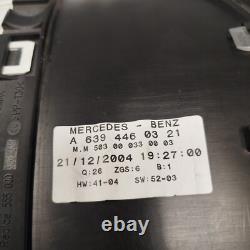 MERCEDES - BENZ
A 639 446 03 21
M.M 503 00 033 00 03
21/12/2004 19:27:00
Q:26 ZGS:6 B:1
HW:41-04 SW:52-03